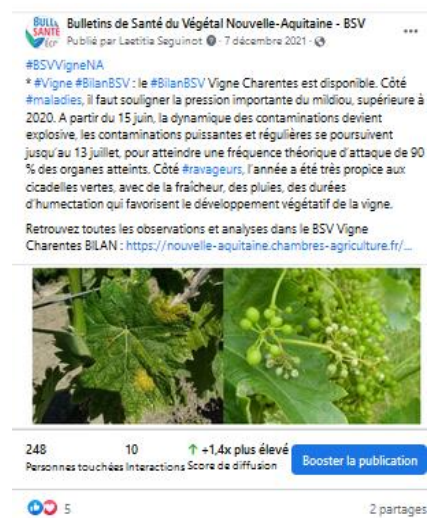 BULL
SANTÉ
Écr
Bulletins de Santé du Végétal Nouvelle-Aquitaine - BSV
Publié par Laetitia Seguinot · 7 décembre 2021 ·
#BSVVigneNA
* #Vigne #BilanBSV : le #BilanBSV Vigne Charentes est disponible. Côté
#maladies, il faut souligner la pression importante du mildiou, supérieure à
2020. A partir du 15 juin, la dynamique des contaminations devient
explosive, les contaminations puissantes et régulières se poursuivent
jusqu'au 13 juillet, pour atteindre une fréquence théorique d'attaque de 90
% des organes atteints. Côté #ravageurs, l'année a été très propice aux
cicadelles vertes, avec de la fraîcheur, des pluies, des durées
d'humectation qui favorisent le développement végétatif de la vigne.
Retrouvez toutes les observations et analyses dans le BSV Vigne
Charentes BILAN : https://nouvelle-aquitaine.chambres-agriculture.fr/...
248 10 +1,4x plus élevé
Personnes touchées Interactions Score de diffusion
Booster la publication
5 2 partages